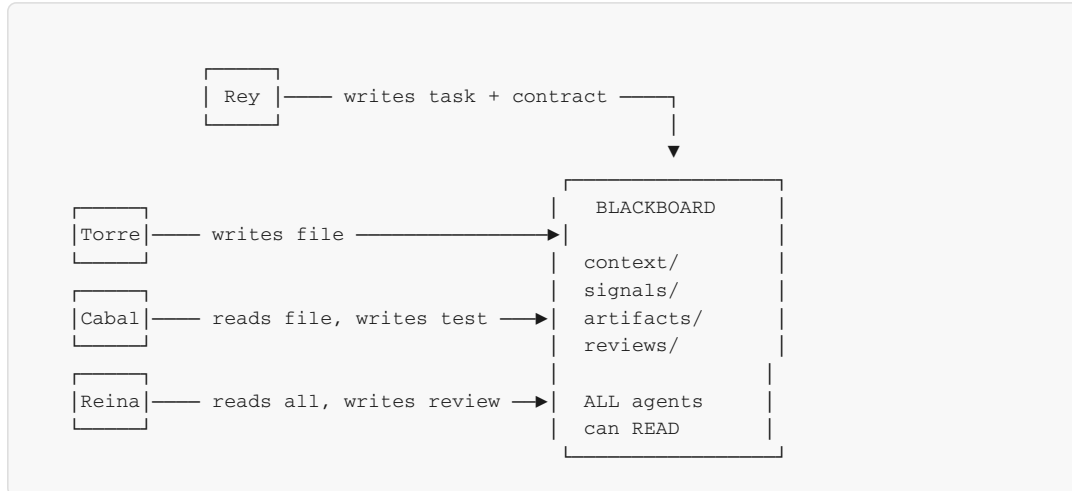 Rey writes task + contract
BLACKBOARD
Torre writes file
context/
signals/
Cabal reads file, writes test artifacts/
reviews/
Reina reads all, writes review ALL agents
can READ